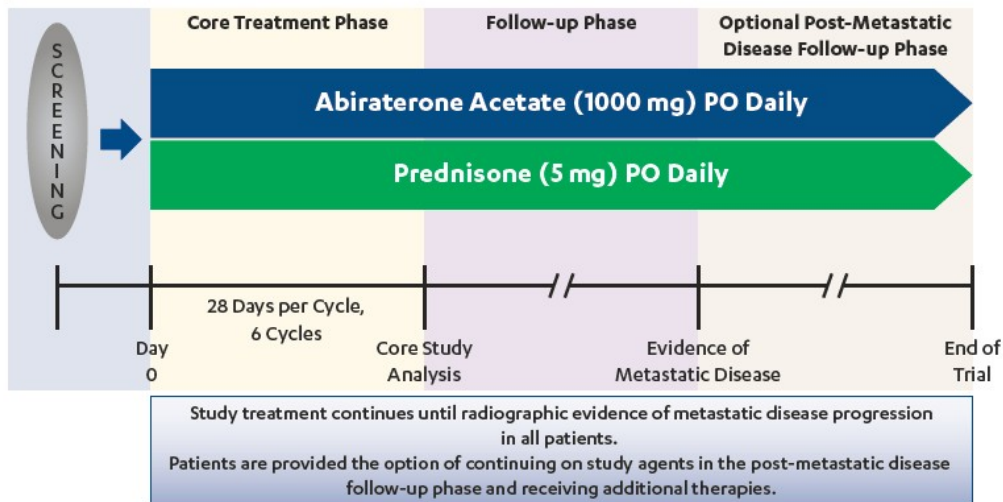 SCREENING
Core Treatment Phase
Follow-up Phase
Optional Post-Metastatic
Disease Follow-up Phase
Abiraterone Acetate (1000 mg) PO Daily
Prednisone (5 mg) PO Daily
28 Days per Cycle,
6 Cycles
Day
0
Core Study
Analysis
Evidence of
Metastatic Disease
End of
Trial
Study treatment continues until radiographic evidence of metastatic disease progression
in all patients.
Patients are provided the option of continuing on study agents in the post-metastatic disease
follow-up phase and receiving additional therapies.